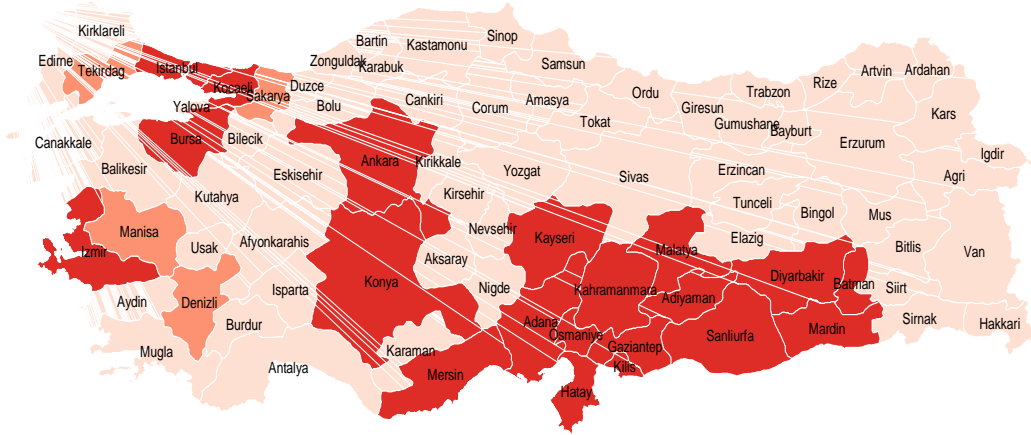 Kirklareli
Edirne
Tekirdag
Istanbul
Kocaeli
Sakarya
Yalova
Duzce
Bolu
Zonguldak
Bartin
Karabuk
Kastamonu
Sinop
Samsun
Cankiri
Corum
Amasya
Ordu
Tokat
Giresun
Trabzon
Gumushane
Bayburt
Rize
Artvin
Ardahan
Kars
Igdir
Erzurum
Agri
Canakkale
Balikesir
Bursa
Bilecik
Eskisehir
Kutahya
Ankara
Kirikkale
Kirsehir
Yozgat
Sivas
Erzincan
Tunceli
Bingol
Mus
Bitlis
Van
Elazig
Malatya
Diyarbakir
Batman
Siirt
Sirnak
Hakkari
Mardin
Izmir
Manisa
Usak
Afyonkarahis
Aydin
Denizli
Isparta
Burdur
Mugla
Antalya
Konya
Aksaray
Nevsehir
Nigde
Kayseri
Karaman
Mersin
Adana
Osmaniye
Kahramanmara
Adiyaman
Gaziantep
Kilis
Hatay
Sanliurfa